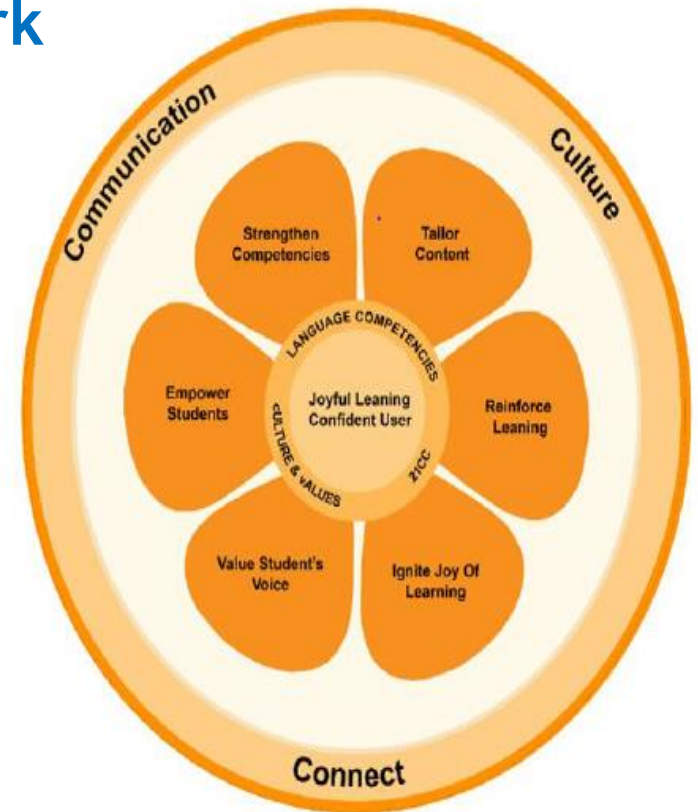 rk
Communication
Culture
Strengthen
Competencies
Tailor
Content
Empower
Students
LANGUAGE COMPETENCIES
Joyful Leaning
Confident User
CULTURE & vALUES
21CC
Reinforce
Leaning
Value Student's
Voice
Ignite Joy Of
Learning
Connect